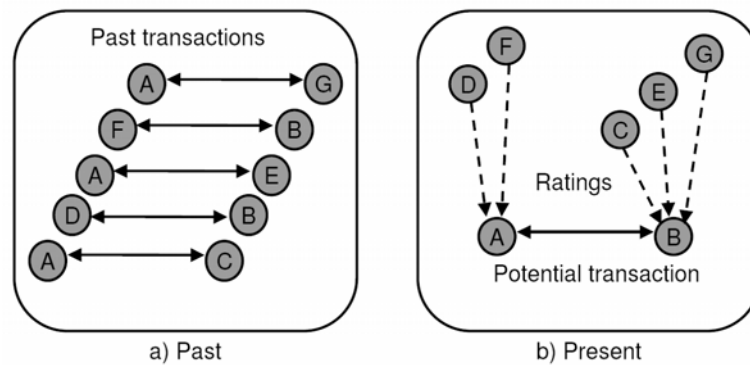 Past transactions
A G
F B
A E
D B
A C
a) Past
F
G
D
E
C
Ratings
A B
Potential transaction
b) Present